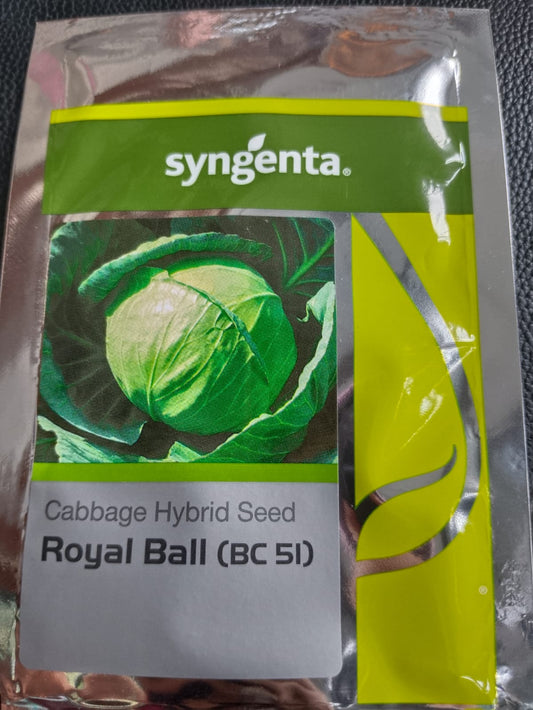 syngenta®
Cabbage Hybrid Seed
Royal Ball (BC 51)
®